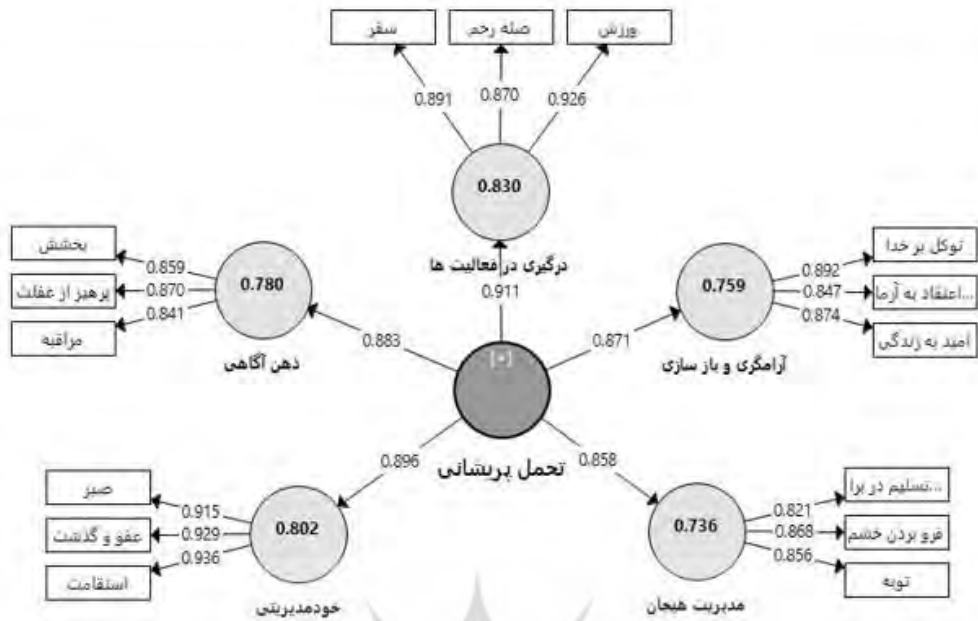 سفر
صله رحم
ورزش
0.891
0.870
0.926
0.830
درگیری در فعالیت ها
0.911
توکل بر خدا
اعتقاد به آرما...
امید به زندگی
0.892
0.847
0.874
0.759
آرامگری و باز سازی
0.871
بخشش
پرهیز از غفلت
مراقبه
0.859
0.870
0.841
0.780
ذهن آگاهی
0.883
[+]
تحمل پریشانی
0.896
0.858
صبر
عفو و گذشت
استقامت
0.915
0.929
0.936
0.802
خودمدیریتی
تسلیم در برا...
فرو بردن خشم
توبه
0.821
0.868
0.856
0.736
مدیریت هیجان